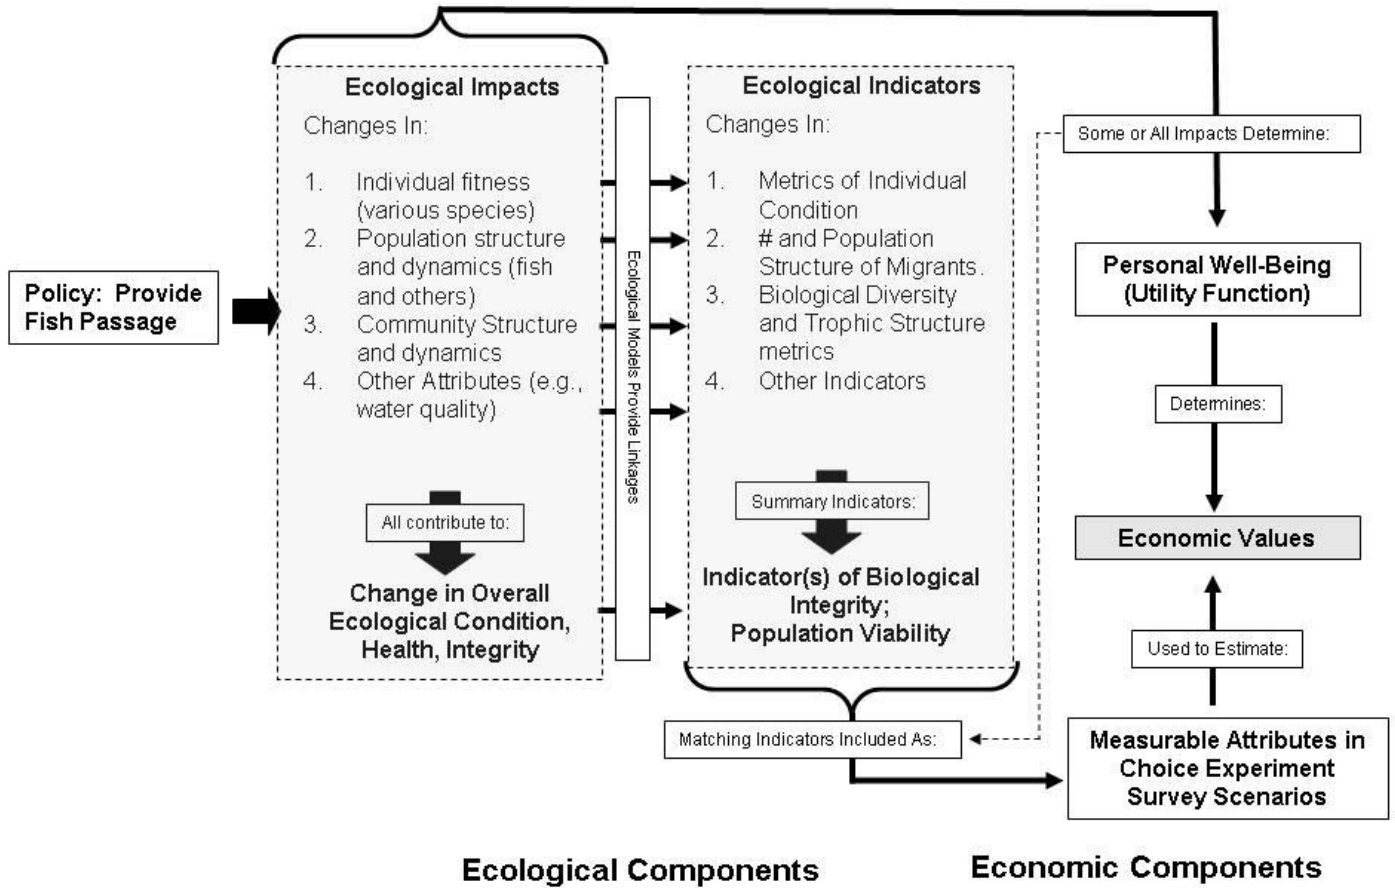 Policy:  Provide
Fish Passage
Ecological Impacts
Changes In:
1. Individual fitness
(various species)
2. Population structure
and dynamics (fish
and others)
3. Community Structure
and dynamics
4. Other Attributes (e.g.,
water quality)
All contribute to:
Change in Overall
Ecological Condition,
Health, Integrity
Ecological Models Provide Linkages
Ecological Indicators
Changes In:
1. Metrics of Individual
Condition
2. # and Population
Structure of Migrants.
3. Biological Diversity
and Trophic Structure
metrics
4. Other Indicators
Summary Indicators:
Indicator(s) of Biological
Integrity;
Population Viability
Matching Indicators Included As:
Some or All Impacts Determine:
Personal Well-Being
(Utility Function)
Determines:
Economic Values
Used to Estimate:
Measurable Attributes in
Choice Experiment
Survey Scenarios
Ecological Components
Economic Components